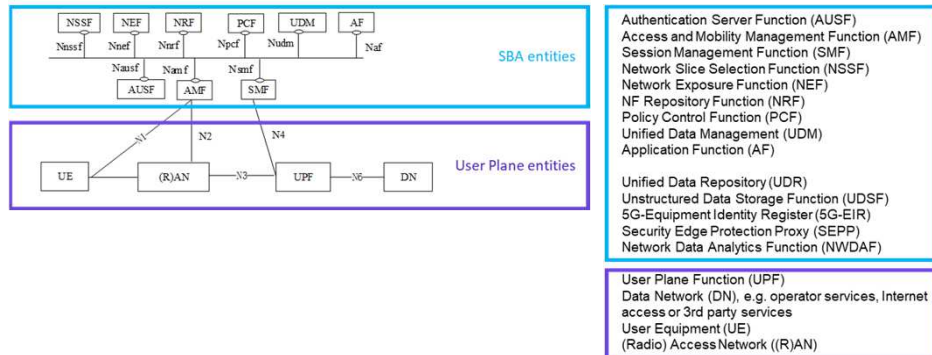 NSSF NEF NRF PCF UDM AF
Nnssf Nnef Nnrf Npcf Nudm Naf
SBA entities
Nausf Namf Nsmf
AUSF AMF SMF
N1 N2 N4
User Plane entities
UE (R)AN N3 UPF N6 DN
Authentication Server Function (AUSF)
Access and Mobility Management Function (AMF)
Session Management Function (SMF)
Network Slice Selection Function (NSSF)
Network Exposure Function (NEF)
NF Repository Function (NRF)
Policy Control Function (PCF)
Unified Data Management (UDM)
Application Function (AF)
Unified Data Repository (UDR)
Unstructured Data Storage Function (UDSF)
5G-Equipment Identity Register (5G-EIR)
Security Edge Protection Proxy (SEPP)
Network Data Analytics Function (NWDAF)
User Plane Function (UPF)
Data Network (DN), e.g. operator services, Internet
access or 3rd party services
User Equipment (UE)
(Radio) Access Network ((R)AN)